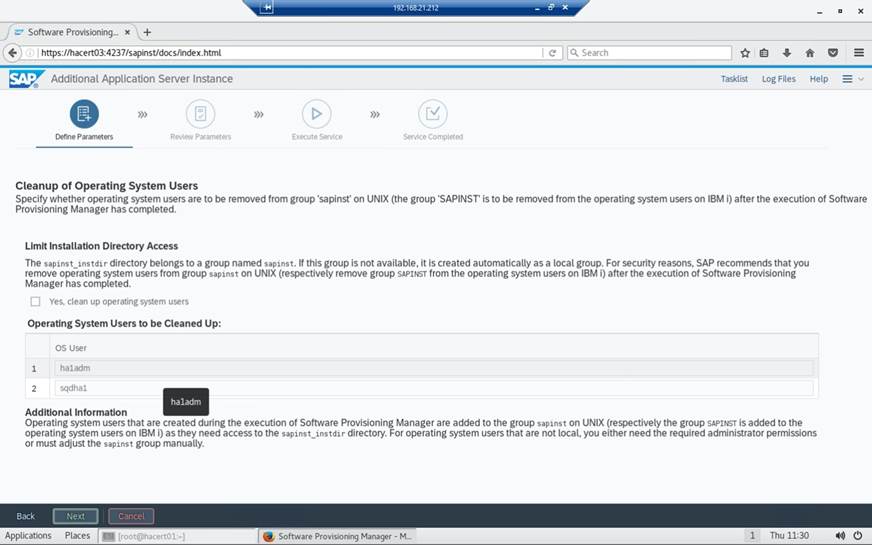 192.168.21.212
Software Provisioning...
https://hacert03:4237/sapinst/docs/index.html
Search
SAP Additional Application Server Instance
Tasklist Log Files Help
Define Parameters
Review Parameters
Execute Service
Service Completed
Cleanup of Operating System Users
Specify whether operating system users are to be removed from group 'sapinst' on UNIX (the group 'SAPINST' is to be removed from the operating system users on IBM i) after the execution of Software
Provisioning Manager has completed.
Limit Installation Directory Access
The sapinst_instdir directory belongs to a group named sapinst. If this group is not available, it is created automatically as a local group. For security reasons, SAP recommends that you
remove operating system users from group sapinst on UNIX (respectively remove group SAPINST from the operating system users on IBM i) after the execution of Software Provisioning
Manager has completed.
Yes, clean up operating system users
Operating System Users to be Cleaned Up:
OS User
1 ha1adm
2 sqdha1
ha1adm
Additional Information
Operating system users that are created during the execution of Software Provisioning Manager are added to the group sapinst on UNIX (respectively the group SAPINST is added to the
operating system users on IBM i) as they need access to the sapinst_instdir directory. For operating system users that are not local, you either need the required administrator permissions
or must adjust the sapinst group manually.
Back Next Cancel
Applications Places [root@hacert01:~] Software Provisioning Manager - M... 1 Thu 11:30